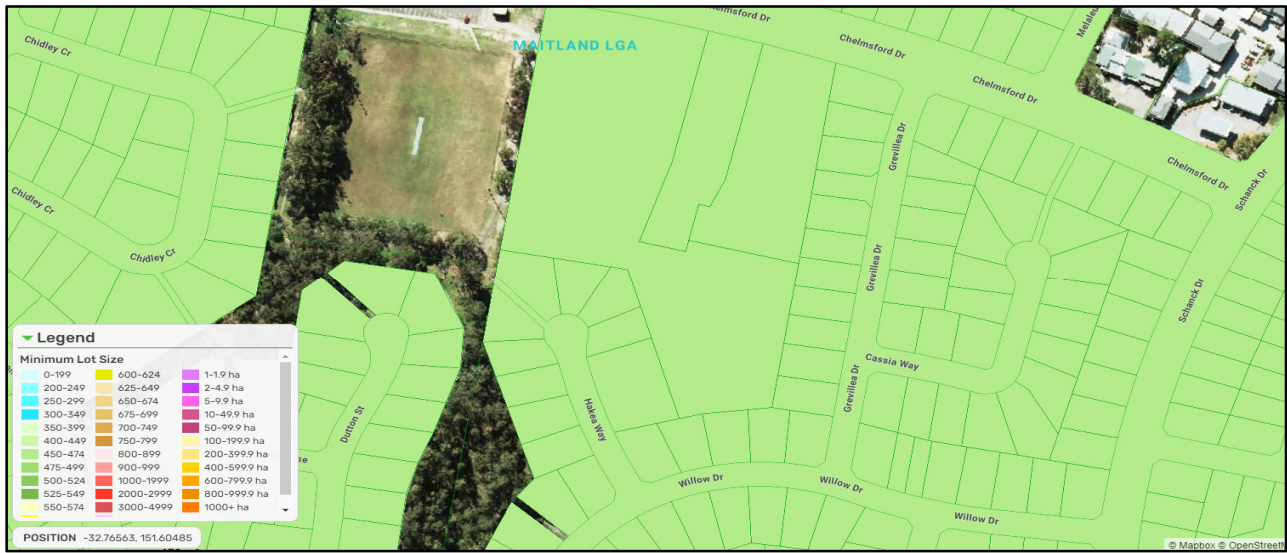 Chelmsford Dr
Chidley Cr
MAITLAND LGA
Chelmsford Dr
Chelmsford Dr
Grevillea Dr
Chelmsford Dr
Schanck Dr
Chidley Cr
Chidley Cr
Grevillea Dr
Schanck Dr
Cassia Way
Grevillea Dr
Hakea Way
Dutton St
Willow Dr
Willow Dr
Willow Dr
Legend
Minimum Lot Size
0-199 600-624 1-1.9 ha
200-249 625-649 2-4.9 ha
250-299 650-674 5-9.9 ha
300-349 675-699 10-49.9 ha
350-399 700-749 50-99.9 ha
400-449 750-799 100-199.9 ha
450-474 800-899 200-399.9 ha
475-499 900-999 400-599.9 ha
500-524 1000-1999 600-799.9 ha
525-549 2000-2999 800-999.9 ha
550-574 3000-4999 1000+ ha
POSITION -32.76563, 151.60485
© Mapbox © OpenStreetM